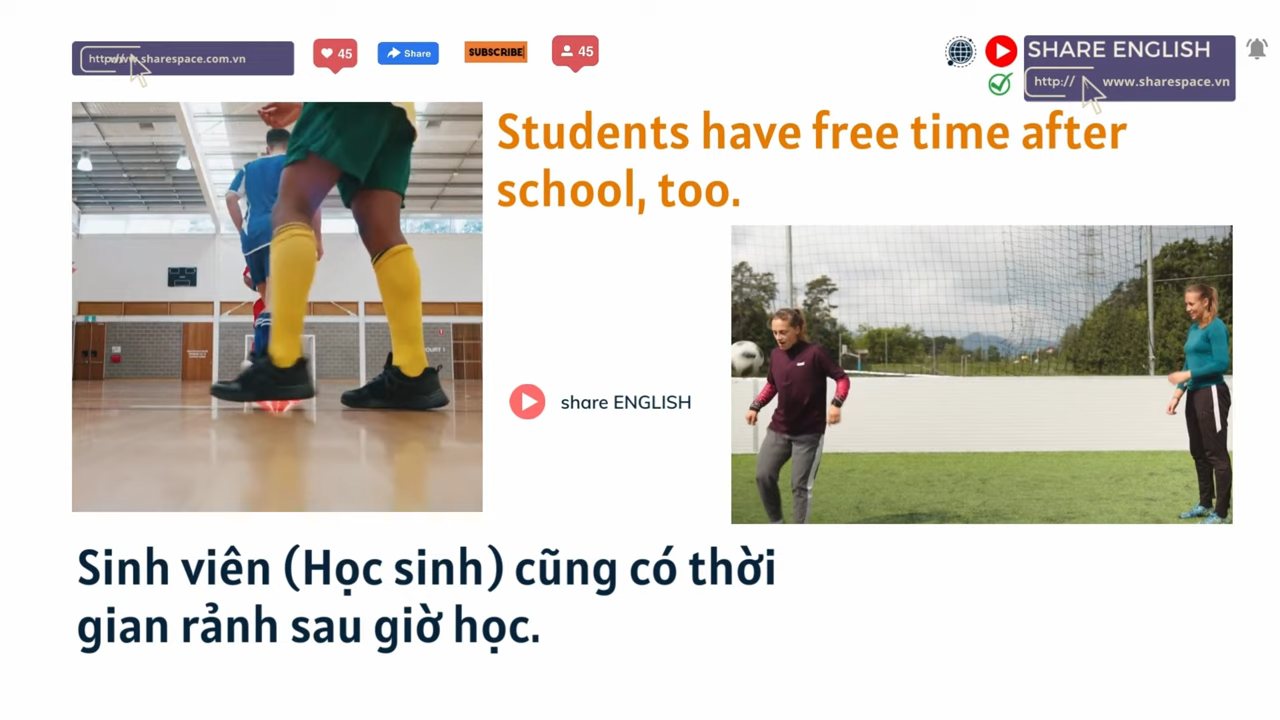 www.sharespace.com.vn
45
Share
SUBSCRIBE
45
SHARE ENGLISH
http:// www.sharespace.vn
Students have free time after
school, too.
share ENGLISH
Sinh viên (Học sinh) cũng có thời
gian rảnh sau giờ học.